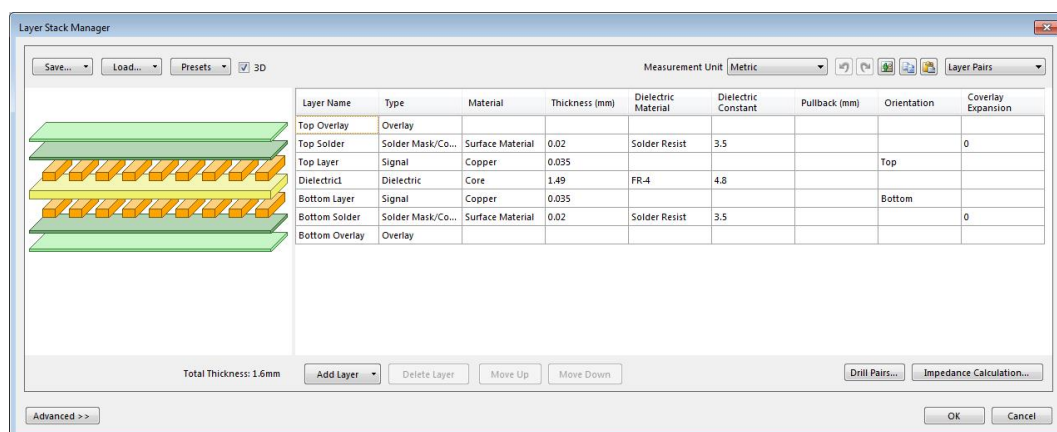 Layer Stack Manager
Save... Load... Presets 3D Measurement Unit Metric Layer Pairs
Layer Name Type Material Thickness (mm) Dielectric Material Dielectric Constant Pullback (mm) Orientation Coverlay Expansion
Top Overlay Overlay
Top Solder Solder Mask/Co... Surface Material 0.02 Solder Resist 3.5 0
Top Layer Signal Copper 0.035 Top
Dielectric1 Dielectric Core 1.49 FR-4 4.8
Bottom Layer Signal Copper 0.035 Bottom
Bottom Solder Solder Mask/Co... Surface Material 0.02 Solder Resist 3.5 0
Bottom Overlay Overlay
Total Thickness: 1.6mm Add Layer Delete Layer Move Up Move Down Drill Pairs... Impedance Calculation...
Advanced >> OK Cancel